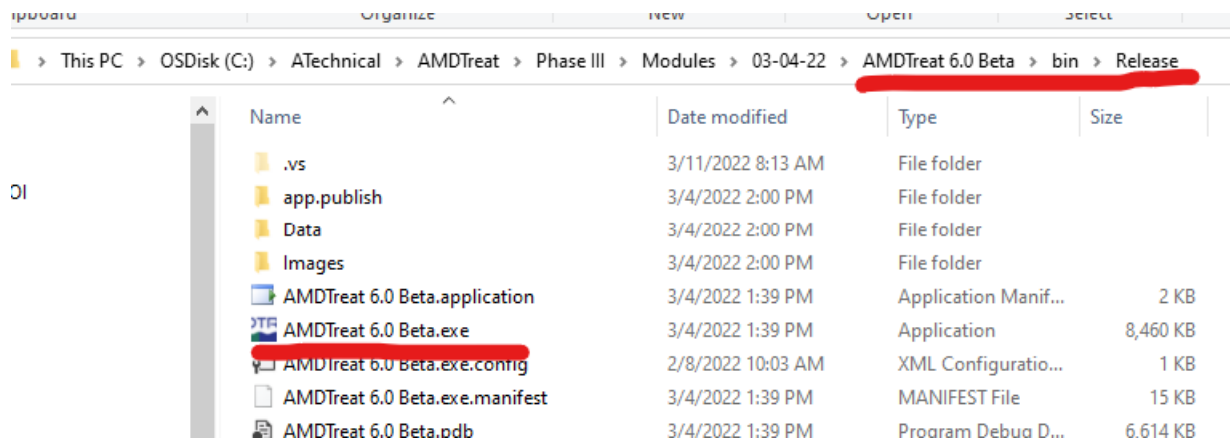 Organize New Open Select
This PC > OSDisk (C:) > ATechnical > AMDTreat > Phase III > Modules > 03-04-22 > AMDTreat 6.0 Beta > bin > Release
Name Date modified Type Size
.vs 3/11/2022 8:13 AM File folder
OI
app.publish 3/4/2022 2:00 PM File folder
Data 3/4/2022 2:00 PM File folder
Images 3/4/2022 2:00 PM File folder
AMDTreat 6.0 Beta.application 3/4/2022 1:39 PM Application Manif... 2 KB
AMDTreat 6.0 Beta.exe 3/4/2022 1:39 PM Application 8,460 KB
AMDTreat 6.0 Beta.exe.config 2/8/2022 10:03 AM XML Configuratio... 1 KB
AMDTreat 6.0 Beta.exe.manifest 3/4/2022 1:39 PM MANIFEST File 15 KB
AMDTreat 6.0 Beta.pdb 3/4/2022 1:39 PM Program Debug D... 6,614 KB